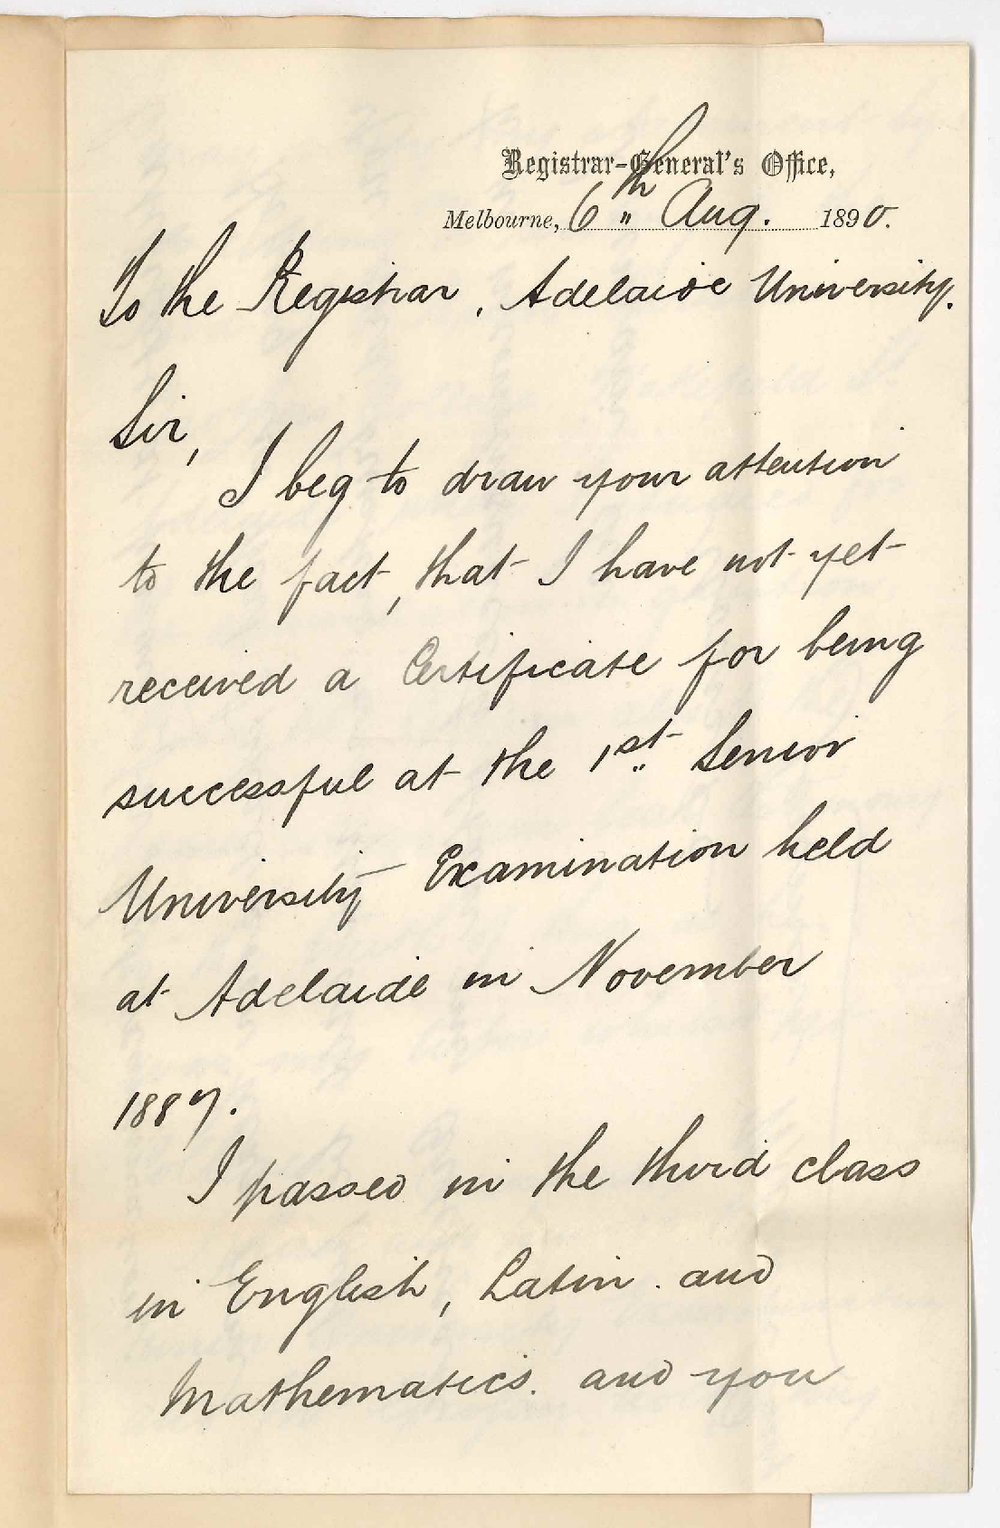 Registrar-General's Office,
Melbourne, 6th Aug. 1890.
To the Registrar, Adelaide University.
Sir,
I beg to draw your attention
to the fact, that I have not yet
received a Certificate for being
successful at the 1st Senior
University Examination held
at Adelaide in November
1887.
I passed in the third class
in English, Latin. and
Mathematics. and you